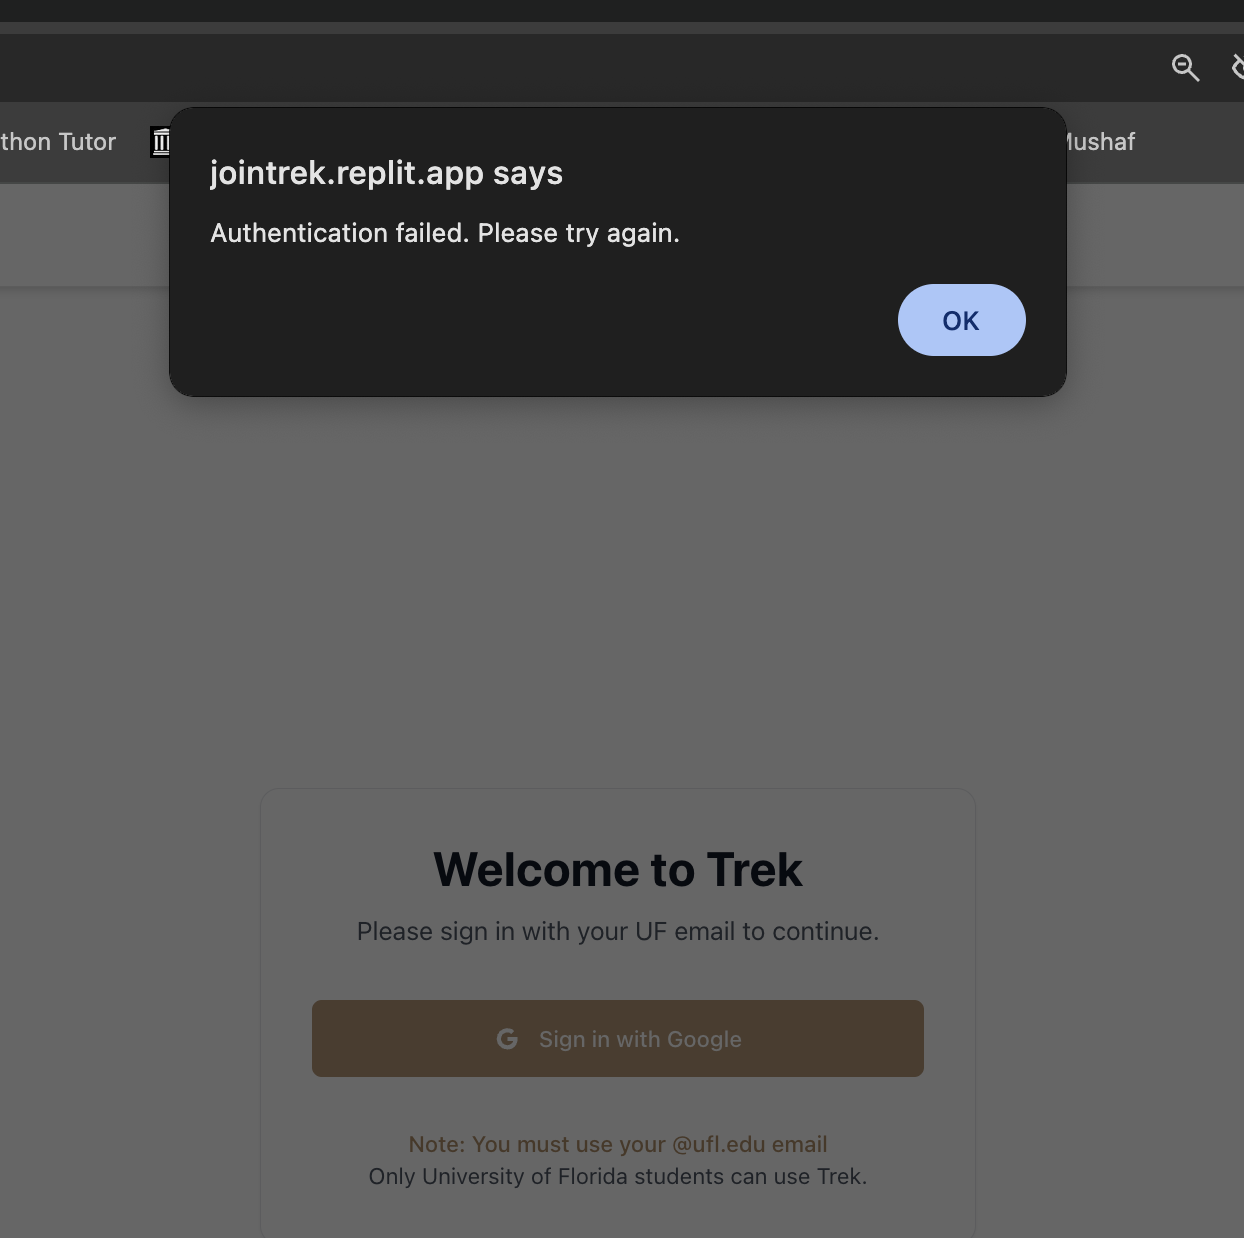 thon Tutor
Mushaf
jointrek.replit.app says
Authentication failed. Please try again.
OK
Welcome to Trek
Please sign in with your UF email to continue.
G Sign in with Google
Note: You must use your @ufl.edu email
Only University of Florida students can use Trek.